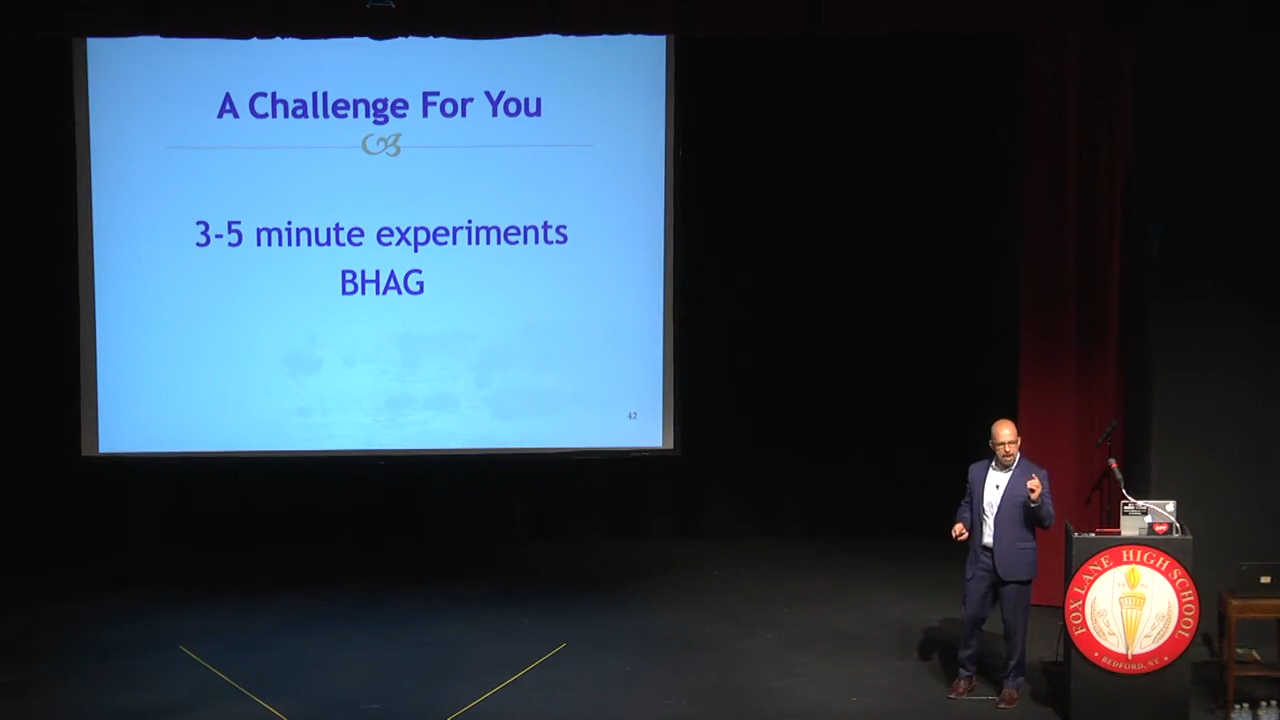 A Challenge For You
3-5 minute experiments
BHAG
42
FOX LANE HIGH SCHOOL
BEDFORD, NY